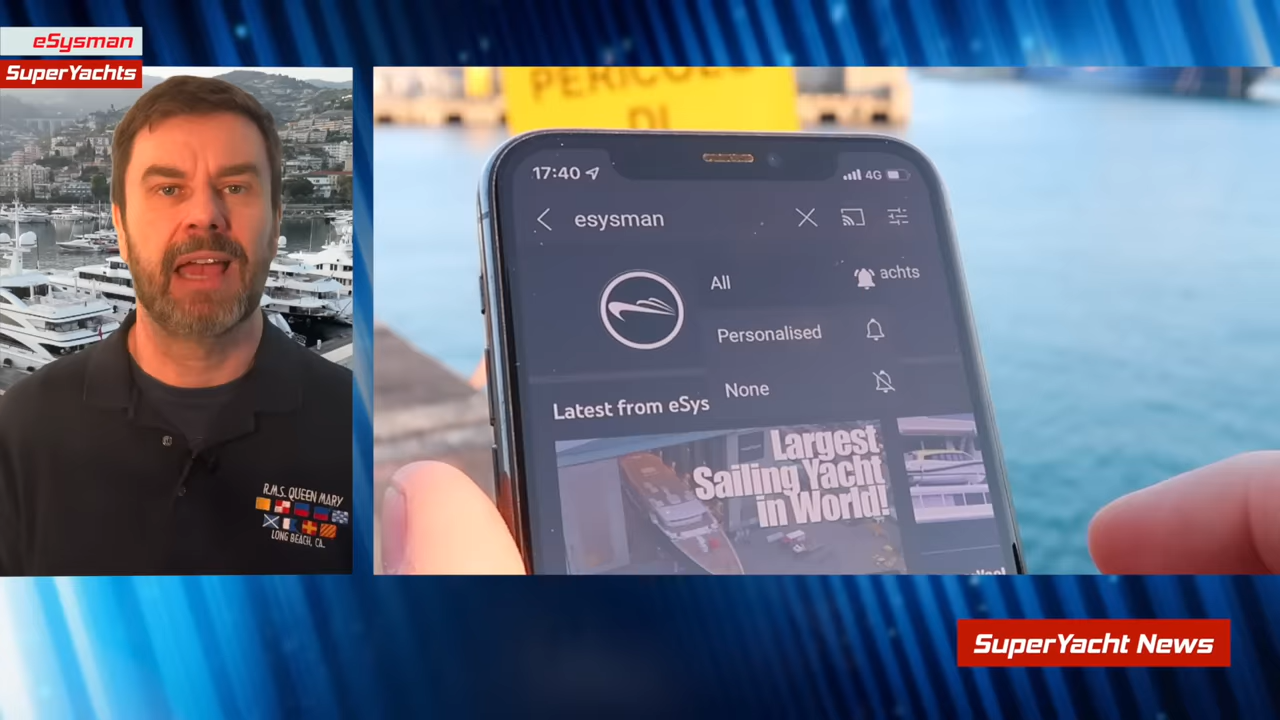 eSysman
SuperYachts
PERICOLO
DI
17:40
4G
esysman
All
achts
Personalised
None
Latest from eSys
Largest
Sailing Yacht
in World!
R.M.S. QUEEN MARY
LONG BEACH, CA.
SuperYacht News